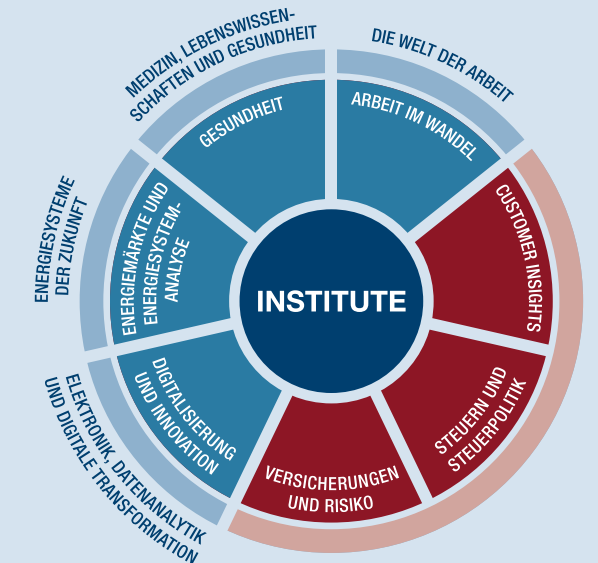 MEDIZIN, LEBENSWISSEN-
SCHAFTEN UND GESUNDHEIT
DIE WELT DER ARBEIT
GESUNDHEIT
ARBEIT IM WANDEL
ENERGIESYSTEME
DER ZUKUNFT
ENERGIEMÄRKTE UND
ENERGIESYSTEM-
ANALYSE
CUSTOMER INSIGHTS
INSTITUTE
DIGITALISIERUNG
UND INNOVATION
STEUERN UND
STEUERPOLITIK
ELEKTRONIK, DATENANALYTIK
UND DIGITALE TRANSFORMATION
VERSICHERUNGEN
UND RISIKO